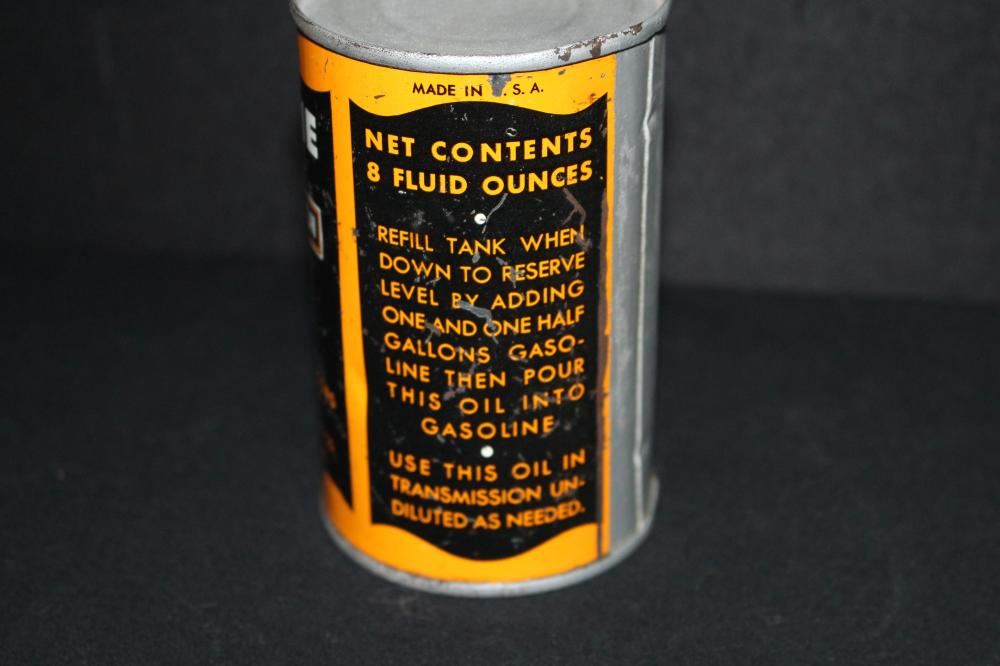 MADE IN U.S.A.
NET CONTENTS
8 FLUID OUNCES
REFILL TANK WHEN
DOWN TO RESERVE
LEVEL BY ADDING
ONE AND ONE HALF
GALLONS GASO-
LINE THEN POUR
THIS OIL INTO
GASOLINE
USE THIS OIL IN
TRANSMISSION UN-
DILUTED AS NEEDED.